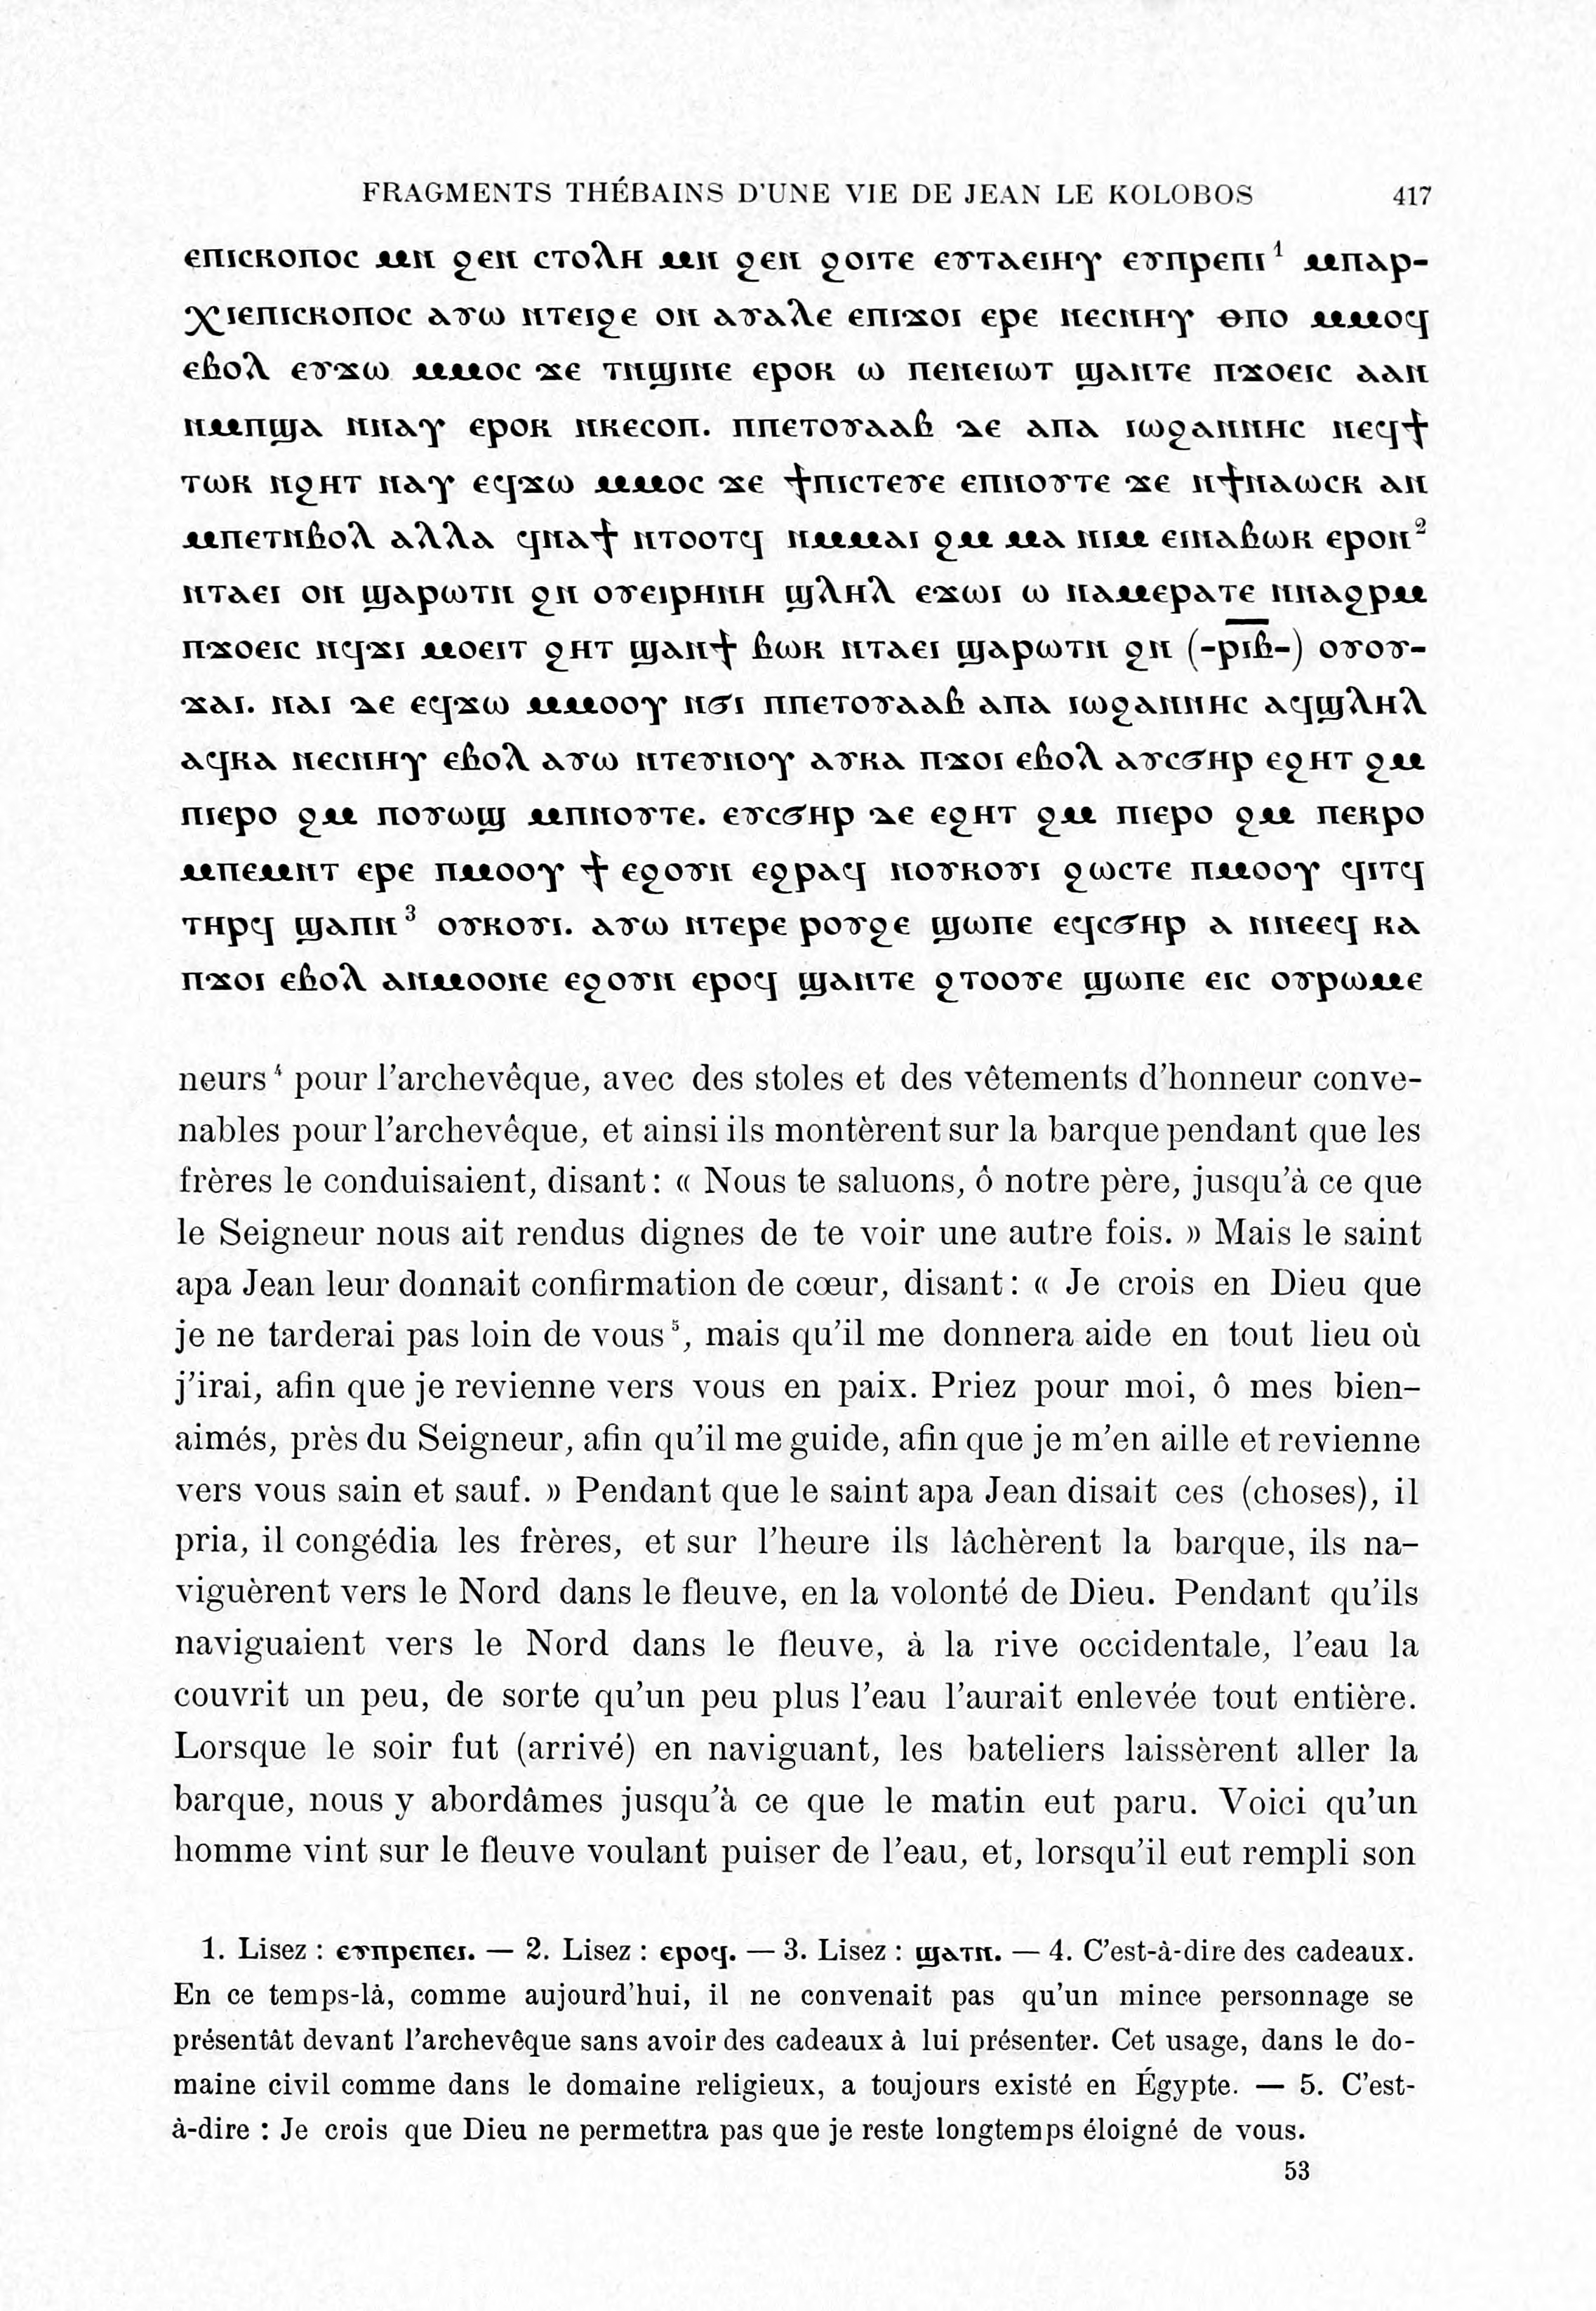 FRAGMENTS THÉBAINS D'UNE VIE DE JEAN LE KOLOBOS 417
ⲉⲡⲓⲥⲕⲟⲡⲟⲥ ⲙⲛ ϩⲉⲛ ⲥⲧⲟⲗⲏ ⲙⲛ ϩⲉⲛ ϩⲟⲓⲧⲉ ⲉⲩⲧⲁⲉⲓⲏⲩ ⲉⲩⲡⲣⲉⲡⲓ ¹ ⲙⲡⲁⲣ-
ⲭⲓⲉⲡⲓⲥⲕⲟⲡⲟⲥ ⲁⲩⲱ ⲛⲧⲉⲓϩⲉ ⲟⲛ ⲁⲩⲁⲗⲉ ⲉⲡⲓϫⲟⲓ ⲉⲣⲉ ⲛⲉⲥⲛⲏⲩ ⲑⲡⲟ ⲙⲙⲟϥ
ⲉⲃⲟⲗ ⲉⲩϫⲱ ⲙⲙⲟⲥ ϫⲉ ⲧⲛϣⲓⲛⲉ ⲉⲣⲟⲕ ⲱ ⲡⲉⲛⲉⲓⲱⲧ ϣⲁⲛⲧⲉ ⲡϫⲟⲉⲓⲥ ⲁⲁⲛ
ⲛⲙⲡϣⲁ ⲛⲛⲁⲩ ⲉⲣⲟⲕ ⲛⲕⲉⲥⲟⲡ. ⲡⲡⲉⲧⲟⲩⲁⲁⲃ ⲇⲉ ⲁⲡⲁ ⲓⲱϩⲁⲛⲛⲏⲥ ⲛⲉϥϯ
ⲧⲱⲕ ⲛϩⲏⲧ ⲛⲁⲩ ⲉϥϫⲱ ⲙⲙⲟⲥ ϫⲉ ϯⲡⲓⲥⲧⲉⲩⲉ ⲉⲡⲛⲟⲩⲧⲉ ϫⲉ ⲛϯⲛⲁⲱⲥⲕ ⲁⲛ
ⲙⲡⲉⲧⲛⲃⲟⲗ ⲁⲗⲗⲁ ϥⲛⲁϯ ⲛⲧⲟⲟⲧϥ ⲛⲙⲙⲁⲓ ϩⲙ ⲙⲁ ⲛⲓⲙ ⲉⲓⲛⲁⲃⲱⲕ ⲉⲣⲟⲛ ²
ⲛⲧⲁⲉⲓ ⲟⲛ ϣⲁⲣⲱⲧⲛ ϩⲛ ⲟⲩⲉⲓⲣⲏⲛⲏ ϣⲗⲏⲗ ⲉϫⲱⲓ ⲱ ⲛⲁⲙⲉⲣⲁⲧⲉ ⲛⲛⲁϩⲣⲙ
ⲡϫⲟⲉⲓⲥ ⲛϥϫⲓ ⲙⲟⲉⲓⲧ ϩⲏⲧ ϣⲁⲛϯ ⲃⲱⲕ ⲛⲧⲁⲉⲓ ϣⲁⲣⲱⲧⲛ ϩⲛ (-ⲣ̅ⲓ̅ⲃ̅-) ⲟⲩⲟⲩ-
ϫⲁⲓ. ⲛⲁⲓ ⲇⲉ ⲉϥϫⲱ ⲙⲙⲟⲟⲩ ⲛϭⲓ ⲡⲡⲉⲧⲟⲩⲁⲁⲃ ⲁⲡⲁ ⲓⲱϩⲁⲛⲛⲏⲥ ⲁϥϣⲗⲏⲗ
ⲁϥⲕⲁ ⲛⲉⲥⲛⲏⲩ ⲉⲃⲟⲗ ⲁⲩⲱ ⲛⲧⲉⲩⲛⲟⲩ ⲁⲩⲕⲁ ⲡϫⲟⲓ ⲉⲃⲟⲗ ⲁⲩⲥϭⲏⲣ ⲉϩⲏⲧ ϩⲙ
ⲡⲓⲉⲣⲟ ϩⲙ ⲡⲟⲩⲱϣ ⲙⲡⲛⲟⲩⲧⲉ. ⲉⲩⲥϭⲏⲣ ⲇⲉ ⲉϩⲏⲧ ϩⲙ ⲡⲓⲉⲣⲟ ϩⲙ ⲡⲉⲕⲣⲟ
ⲙⲡⲉⲙⲛⲧ ⲉⲣⲉ ⲡⲙⲟⲟⲩ ϯ ⲉϩⲟⲩⲛ ⲉϩⲣⲁϥ ⲛⲟⲩⲕⲟⲩⲓ ϩⲱⲥⲧⲉ ⲡⲙⲟⲟⲩ ϥⲓⲧϥ
ⲧⲏⲣϥ ϣⲁⲡⲛ ³ ⲟⲩⲕⲟⲩⲓ. ⲁⲩⲱ ⲛⲧⲉⲣⲉ ⲣⲟⲩϩⲉ ϣⲱⲡⲉ ⲉϥⲥϭⲏⲣ ⲁ ⲛⲛⲉⲉϥ ⲕⲁ
ⲡϫⲟⲓ ⲉⲃⲟⲗ ⲁⲛⲙⲟⲟⲛⲉ ⲉϩⲟⲩⲛ ⲉⲣⲟϥ ϣⲁⲛⲧⲉ ϩⲧⲟⲟⲩⲉ ϣⲱⲡⲉ ⲉⲓⲥ ⲟⲩⲣⲱⲙⲉ
neurs ⁴ pour l'archevêque, avec des stoles et des vêtements d'honneur conve-
nables pour l'archevêque, et ainsi ils montèrent sur la barque pendant que les
frères le conduisaient, disant : « Nous te saluons, ô notre père, jusqu'à ce que
le Seigneur nous ait rendus dignes de te voir une autre fois. » Mais le saint
apa Jean leur donnait confirmation de cœur, disant : « Je crois en Dieu que
je ne tarderai pas loin de vous ⁵, mais qu'il me donnera aide en tout lieu où
j'irai, afin que je revienne vers vous en paix. Priez pour moi, ô mes bien-
aimés, près du Seigneur, afin qu'il me guide, afin que je m'en aille et revienne
vers vous sain et sauf. » Pendant que le saint apa Jean disait ces (choses), il
pria, il congédia les frères, et sur l'heure ils lâchèrent la barque, ils na-
viguèrent vers le Nord dans le fleuve, en la volonté de Dieu. Pendant qu'ils
naviguaient vers le Nord dans le fleuve, à la rive occidentale, l'eau la
couvrit un peu, de sorte qu'un peu plus l'eau l'aurait enlevée tout entière.
Lorsque le soir fut (arrivé) en naviguant, les bateliers laissèrent aller la
barque, nous y abordâmes jusqu'à ce que le matin eut paru. Voici qu'un
homme vint sur le fleuve voulant puiser de l'eau, et, lorsqu'il eut rempli son
1. Lisez : ⲉⲩⲡⲣⲉⲡⲉⲓ. — 2. Lisez : ⲉⲣⲟϥ. — 3. Lisez : ϣⲁⲧⲛ. — 4. C'est-à-dire des cadeaux.
En ce temps-là, comme aujourd'hui, il ne convenait pas qu'un mince personnage se
présentât devant l'archevêque sans avoir des cadeaux à lui présenter. Cet usage, dans le do-
maine civil comme dans le domaine religieux, a toujours existé en Égypte. — 5. C'est-
à-dire : Je crois que Dieu ne permettra pas que je reste longtemps éloigné de vous.
53